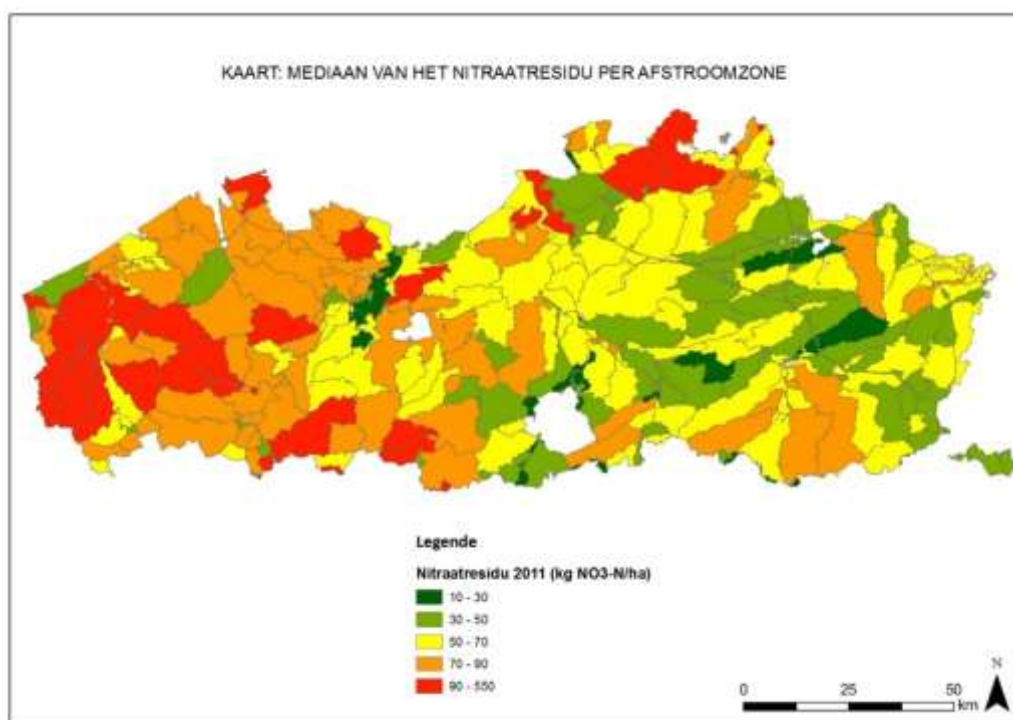 KAART: MEDIAAN VAN HET NITRAATRESIDU PER AFSTROOMZONE
Legende
Nitraatresidu 2011 (kg NO3-N/ha)
10 - 30
30 - 50
50 - 70
70 - 90
90 - 550
N
0 25 50
km